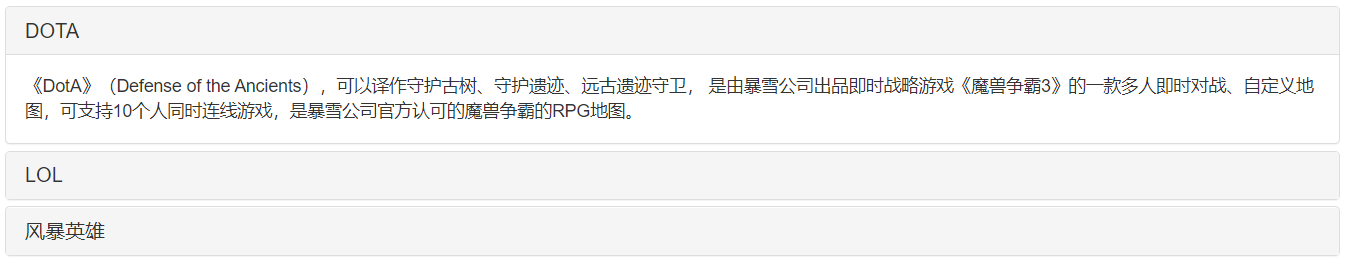 DOTA
《DotA》（Defense of the Ancients），可以译作守护古树、守护遗迹、远古遗迹守卫， 是由暴雪公司出品即时战略游戏《魔兽争霸3》的一款多人即时对战、自定义地
图，可支持10个人同时连线游戏，是暴雪公司官方认可的魔兽争霸的RPG地图。
LOL
风暴英雄